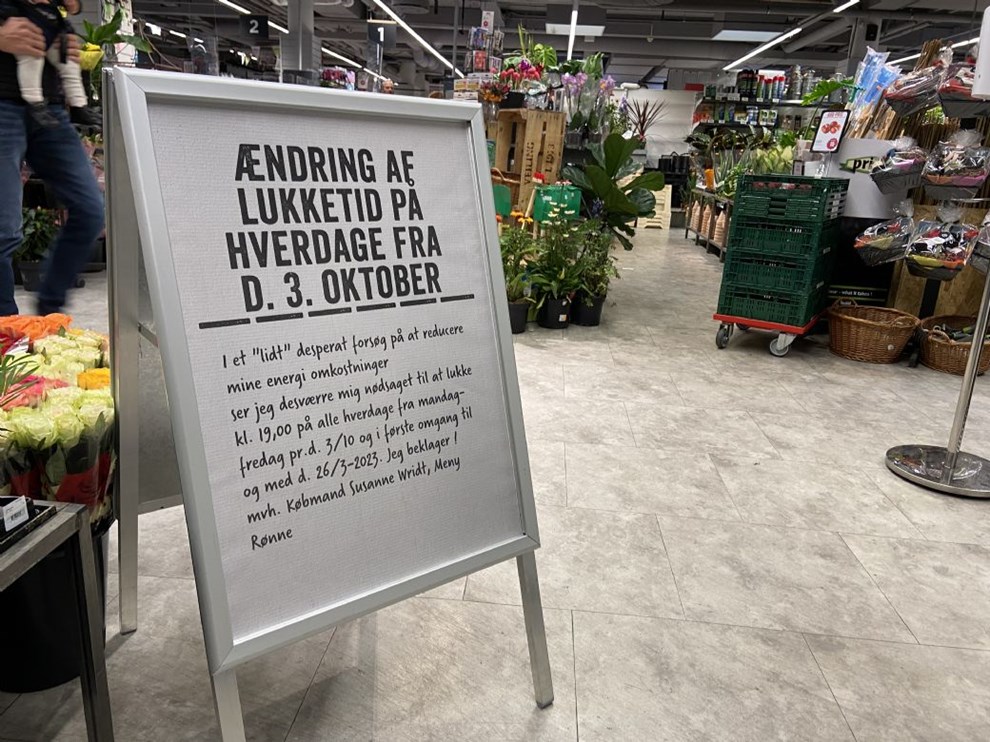 2
1
ÆNDRING AF
LUKKETID PÅ
HVERDAGE FRA
D. 3. OKTOBER
I et "lidt" desperat forsøg på at reducere
mine energi omkostninger
ser jeg desværre mig nødsaget til at lukke
kl. 19,00 på alle hverdage fra mandag-
fredag pr.d. 3/10 og i første omgang til
og med d. 26/3-2023. Jeg beklager !
mvh. Købmand Susanne Wridt, Meny
Rønne